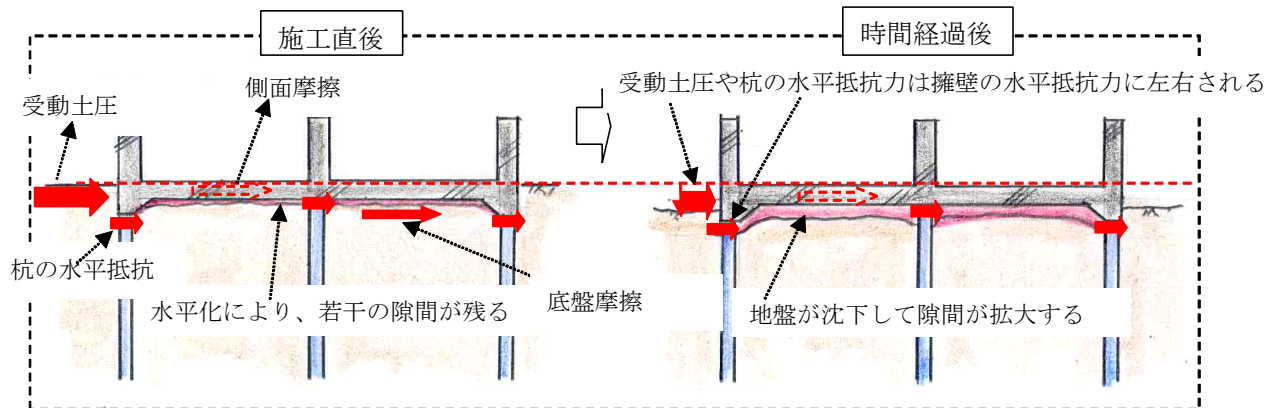 施工直後
受動土圧
側面摩擦
杭の水平抵抗
水平化により、若干の隙間が残る
底盤摩擦
時間経過後
受動土圧や杭の水平抵抗力は擁壁の水平抵抗力に左右される
地盤が沈下して隙間が拡大する